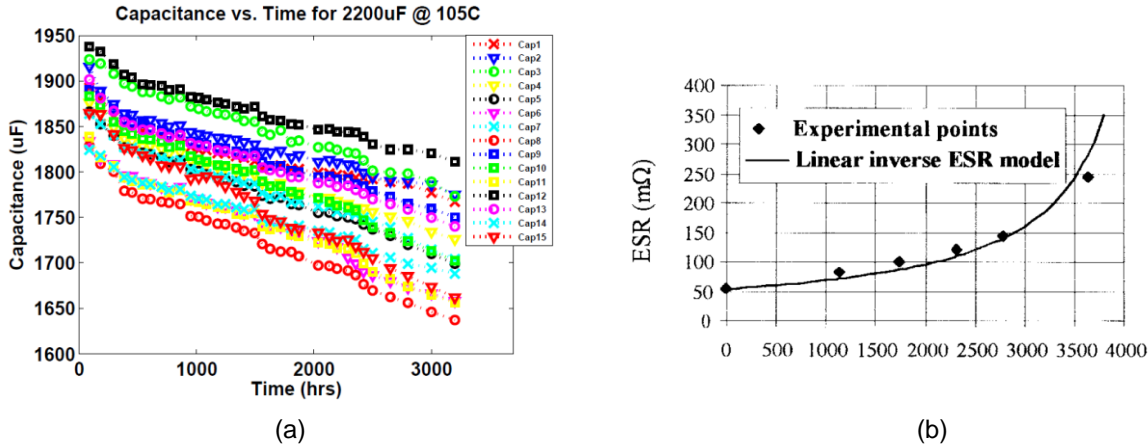 Capacitance vs. Time for 2200uF @ 105C
1950
1900
1850
1800
1750
1700
1650
1600
Capacitance (uF)
0
1000
2000
3000
Time (hrs)
Cap1
Cap2
Cap3
Cap4
Cap5
Cap6
Cap7
Cap8
Cap9
Cap10
Cap11
Cap12
Cap13
Cap14
Cap15
(a)
400
350
300
250
200
150
100
50
0
ESR (mΩ)
Experimental points
Linear inverse ESR model
0 500 1000 1500 2000 2500 3000 3500 4000
(b)